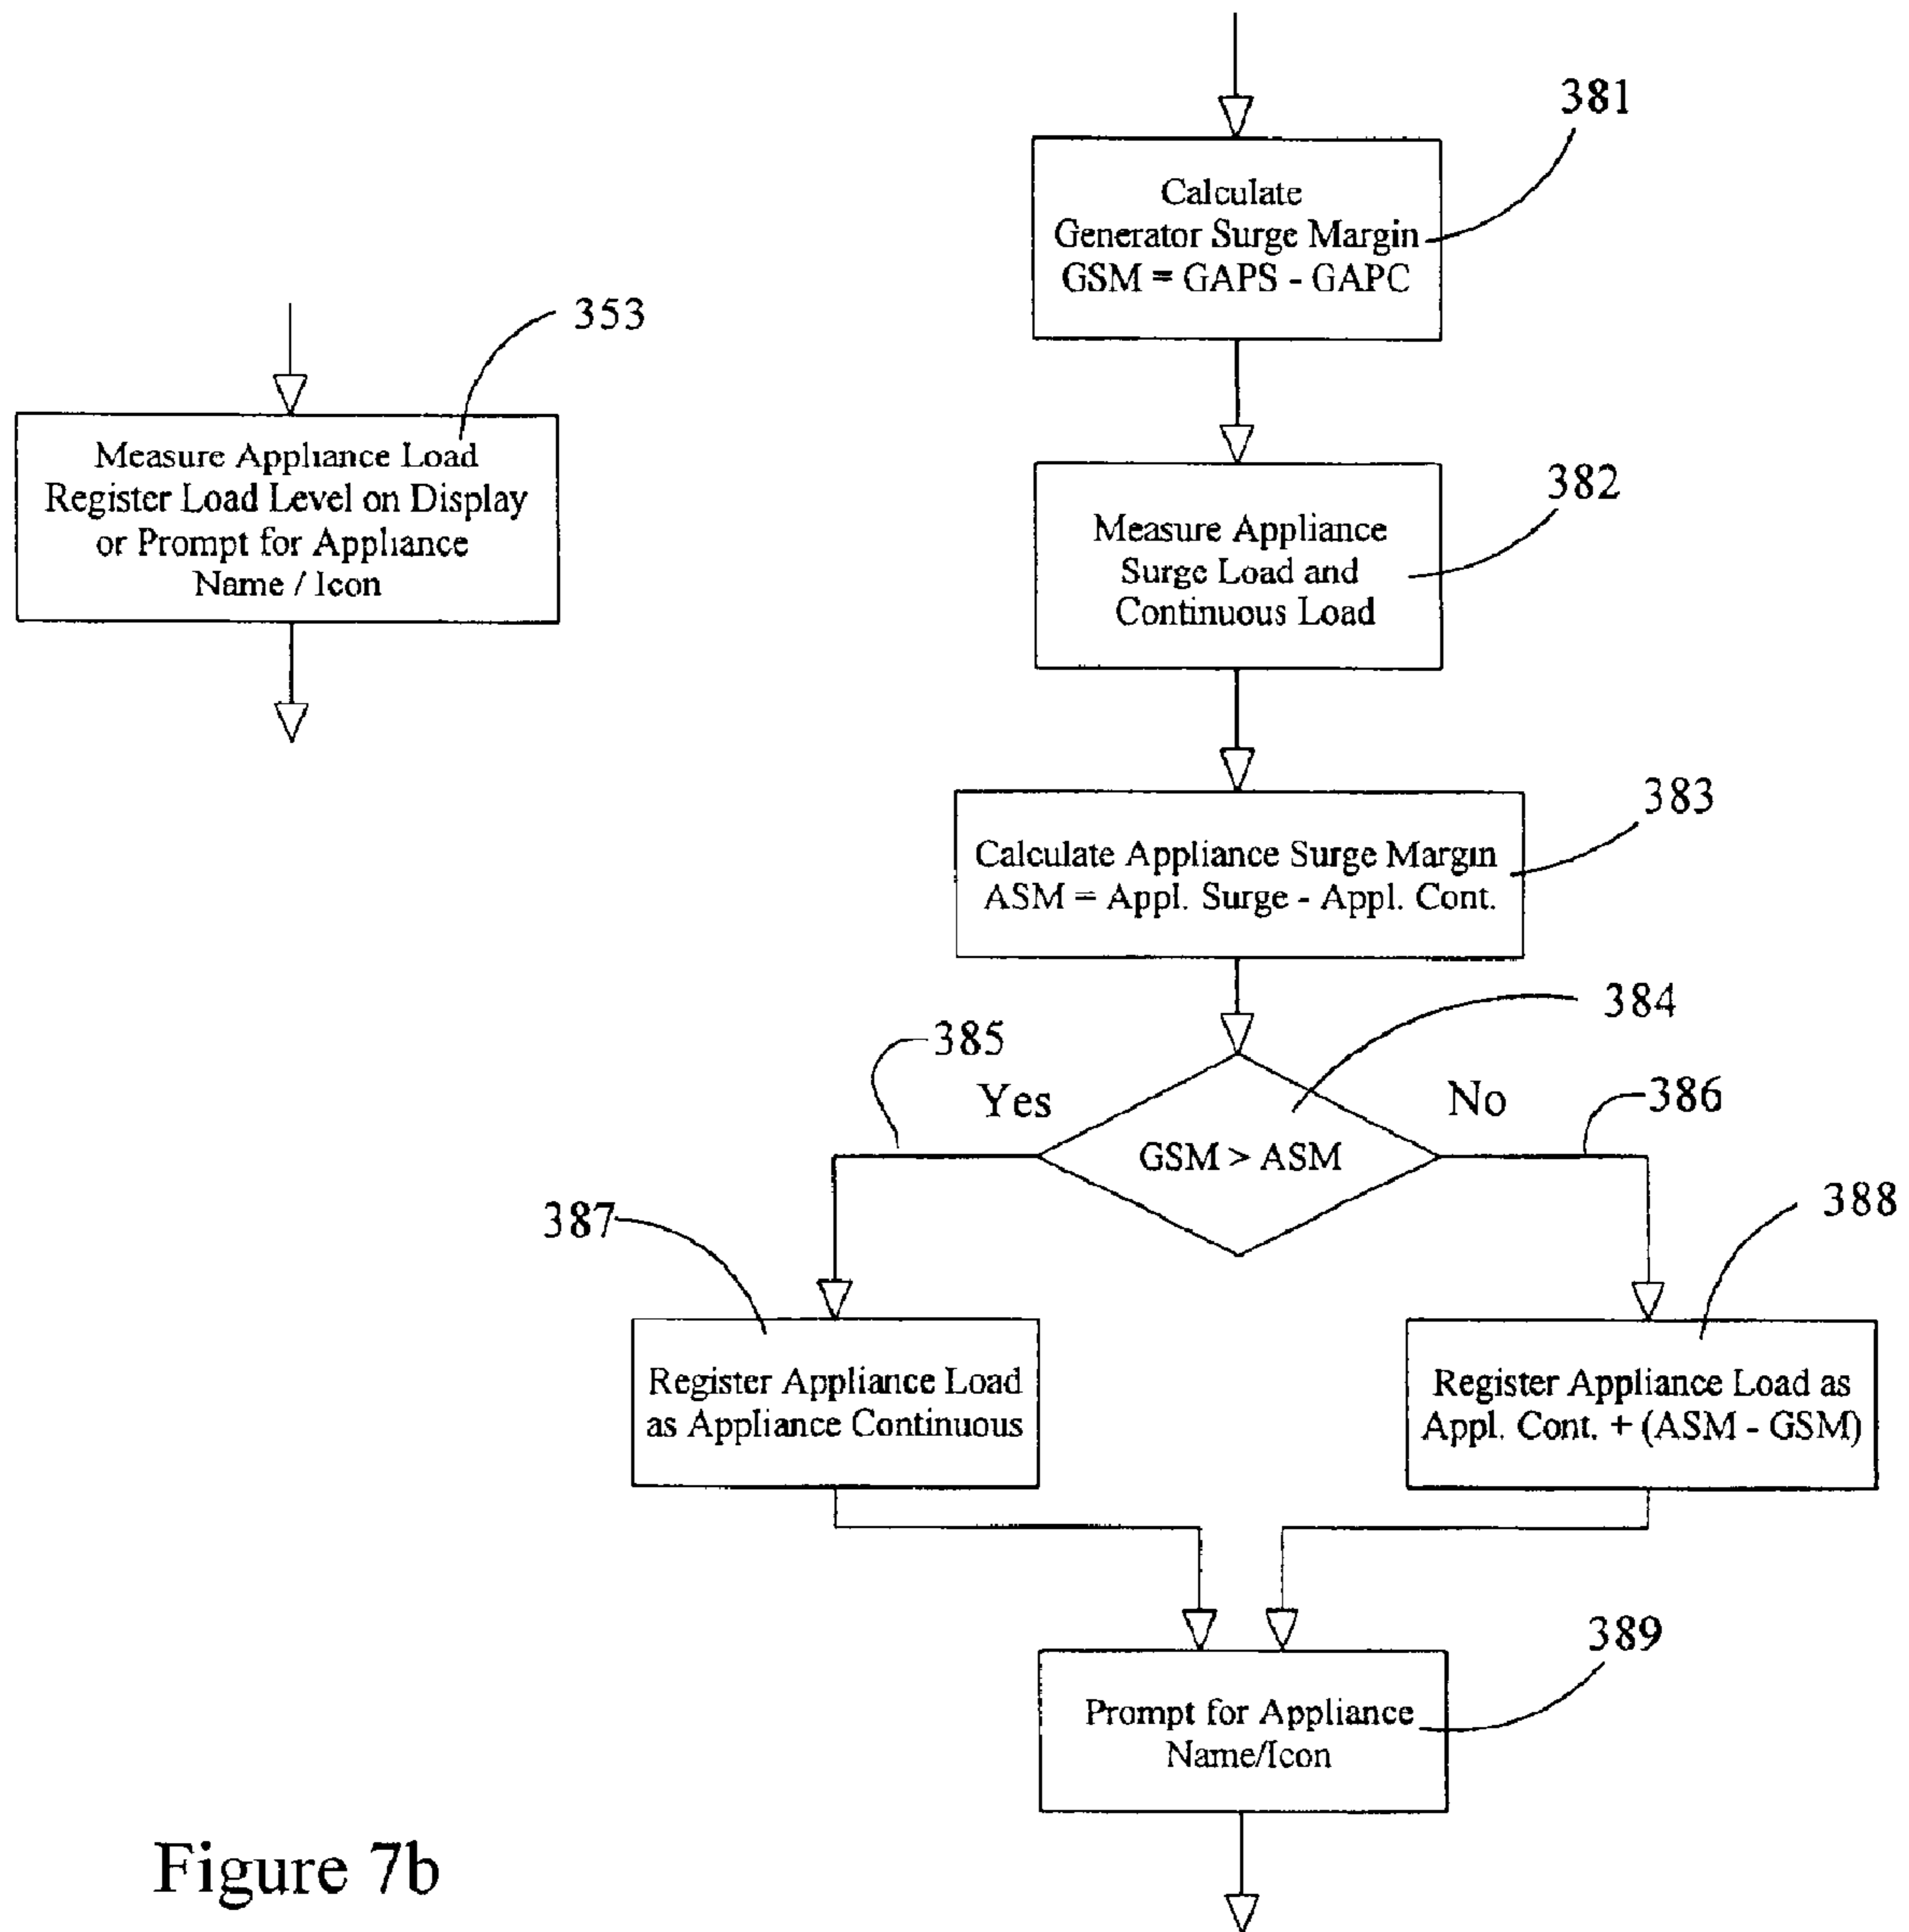 381
Calculate
Generator Surge Margin
GSM = GAPS - GAPC
353
Measure Appliance Load
Register Load Level on Display
or Prompt for Appliance
Name / Icon
382
Measure Appliance
Surge Load and
Continuous Load
383
Calculate Appliance Surge Margin
ASM = Appl. Surge - Appl. Cont.
384
385
Yes
No
386
GSM > ASM
387
388
Register Appliance Load
as Appliance Continuous
Register Appliance Load as
Appl. Cont. + (ASM - GSM)
389
Prompt for Appliance
Name/Icon
Figure 7b